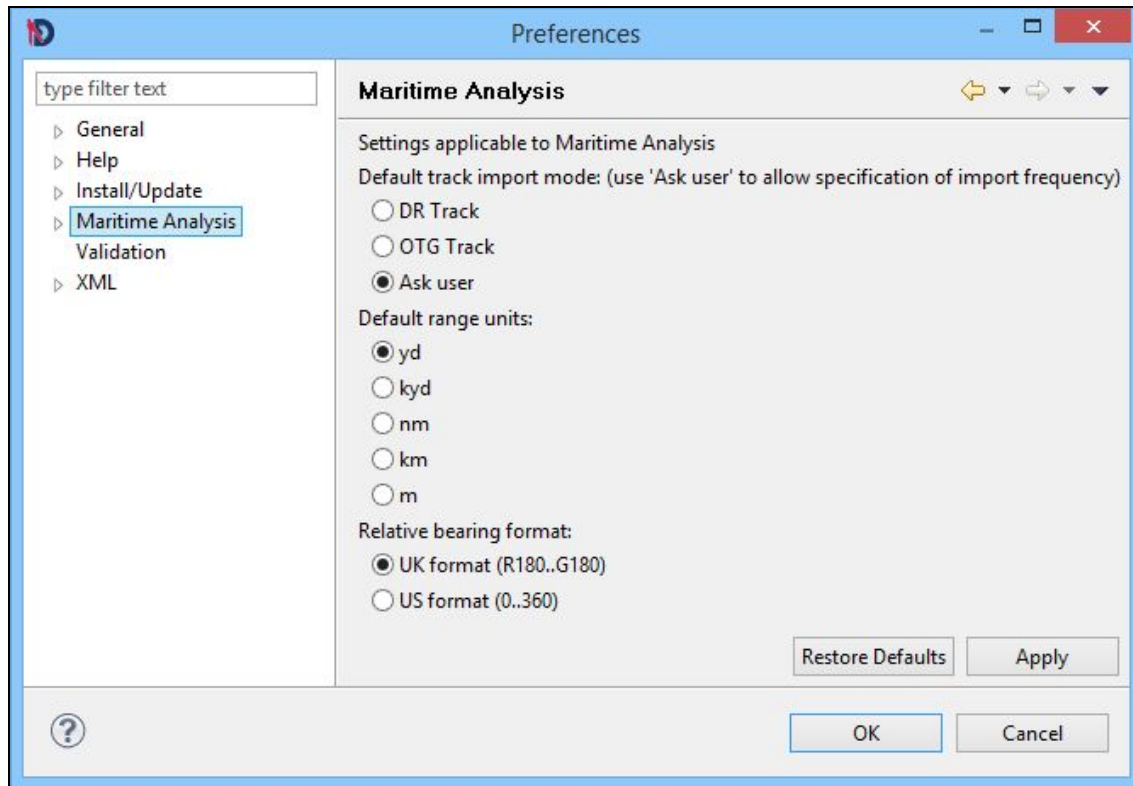 Preferences
type filter text
General
Help
Install/Update
Maritime Analysis
Validation
XML
Maritime Analysis
Settings applicable to Maritime Analysis
Default track import mode: (use 'Ask user' to allow specification of import frequency)
DR Track
OTG Track
Ask user
Default range units:
yd
kyd
nm
km
m
Relative bearing format:
UK format (R180..G180)
US format (0..360)
Restore Defaults Apply
? OK Cancel